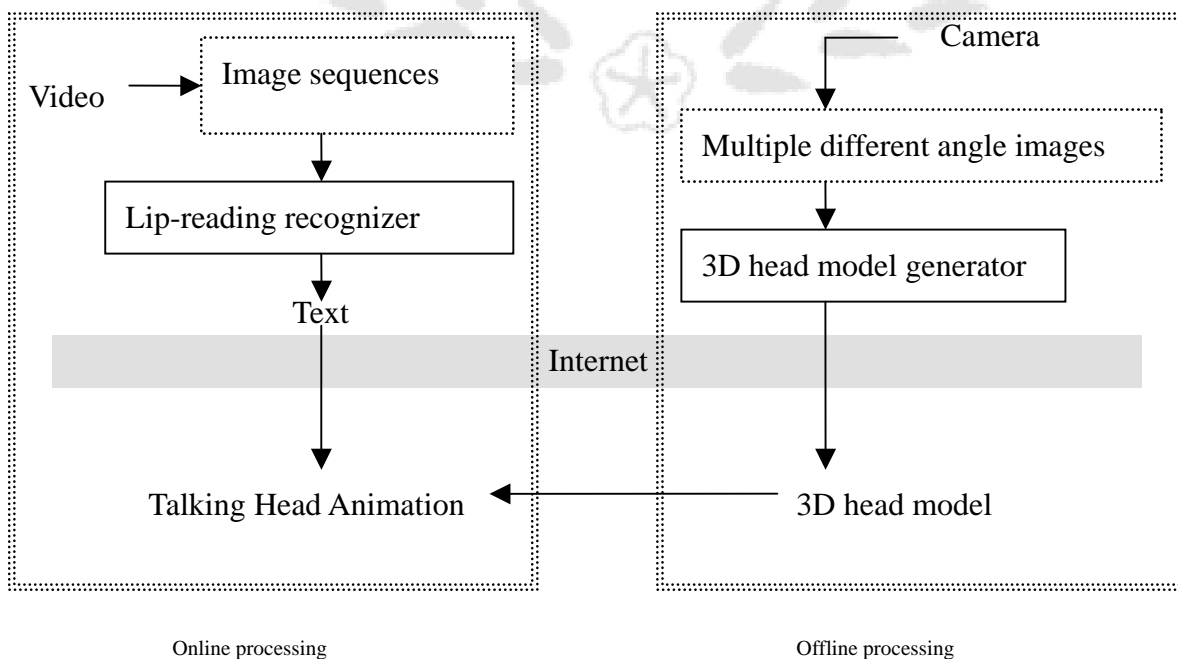 Video
Image sequences
Lip-reading recognizer
Text
Talking Head Animation
Camera
Multiple different angle images
3D head model generator
Internet
3D head model
Online processing
Offline processing